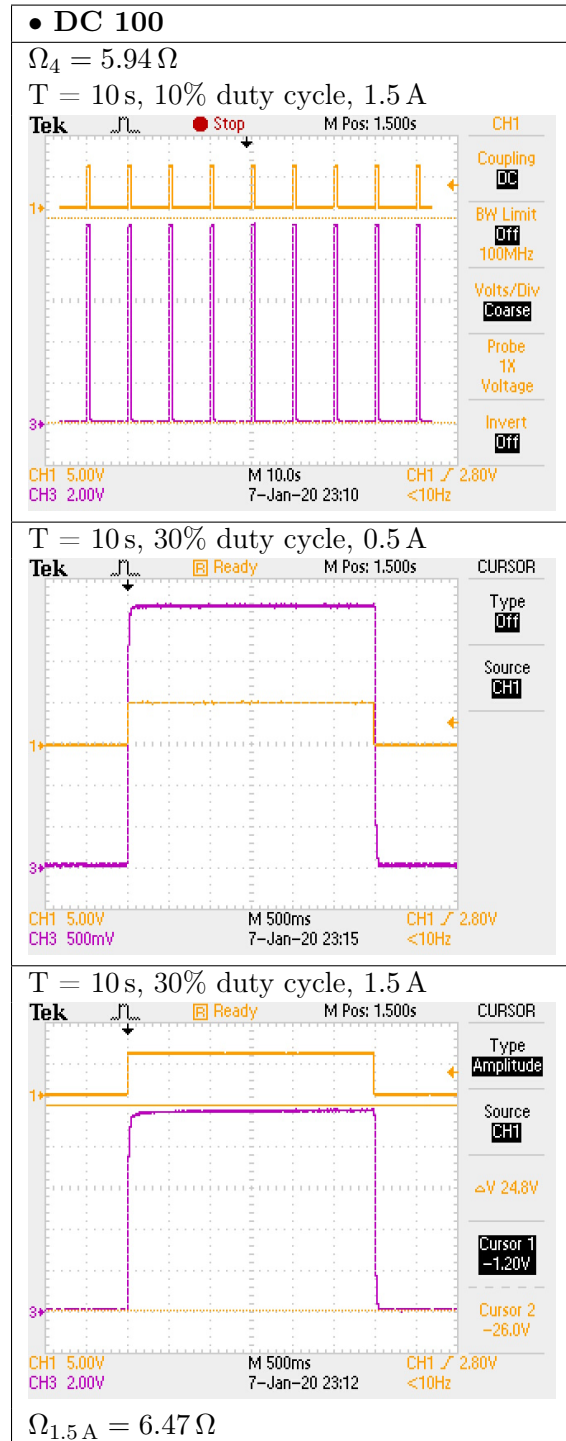 • DC 100
Ω₄ = 5.94 Ω
T = 10 s, 10% duty cycle, 1.5 A
Tek Stop M Pos: 1.500s CH1
Coupling
DC
BW Limit
Off
100MHz
Volts/Div
Coarse
Probe
1X
Voltage
Invert
Off
1
3
CH1 5.00V M 10.0s CH1 2.80V
CH3 2.00V 7-Jan-20 23:10 <10Hz
T = 10 s, 30% duty cycle, 0.5 A
Tek R Ready M Pos: 1.500s CURSOR
Type
Off
Source
CH1
1
3
CH1 5.00V M 500ms CH1 2.80V
CH3 500mV 7-Jan-20 23:15 <10Hz
T = 10 s, 30% duty cycle, 1.5 A
Tek R Ready M Pos: 1.500s CURSOR
Type
Amplitude
1
Source
CH1
△V 24.8V
Cursor 1
-1.20V
Cursor 2
-26.0V
3
CH1 5.00V M 500ms CH1 2.80V
CH3 2.00V 7-Jan-20 23:12 <10Hz
Ω₁.₅ A = 6.47 Ω